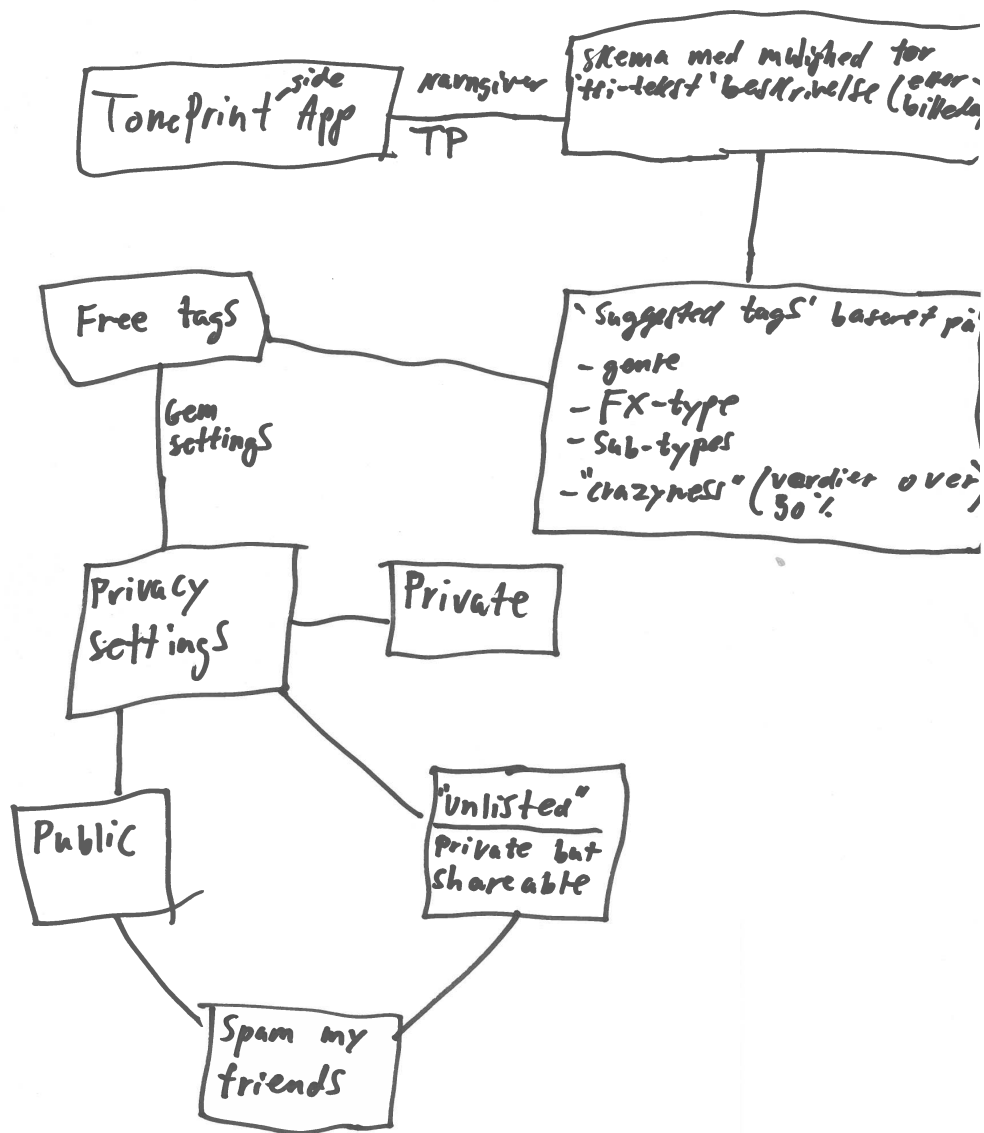 TonePrint side App
navngiver
TP
skema med mulighed for
'fri-tekst' beskrivelse (eller-
billeda
Free tags
'Suggested tags' baseret på
- genre
- FX-type
- Sub-types
- "crazyness" (værdier over
90%
Gem
settings
Privacy
settings
Private
Public
"Unlisted"
private but
shareable
Spam my
friends